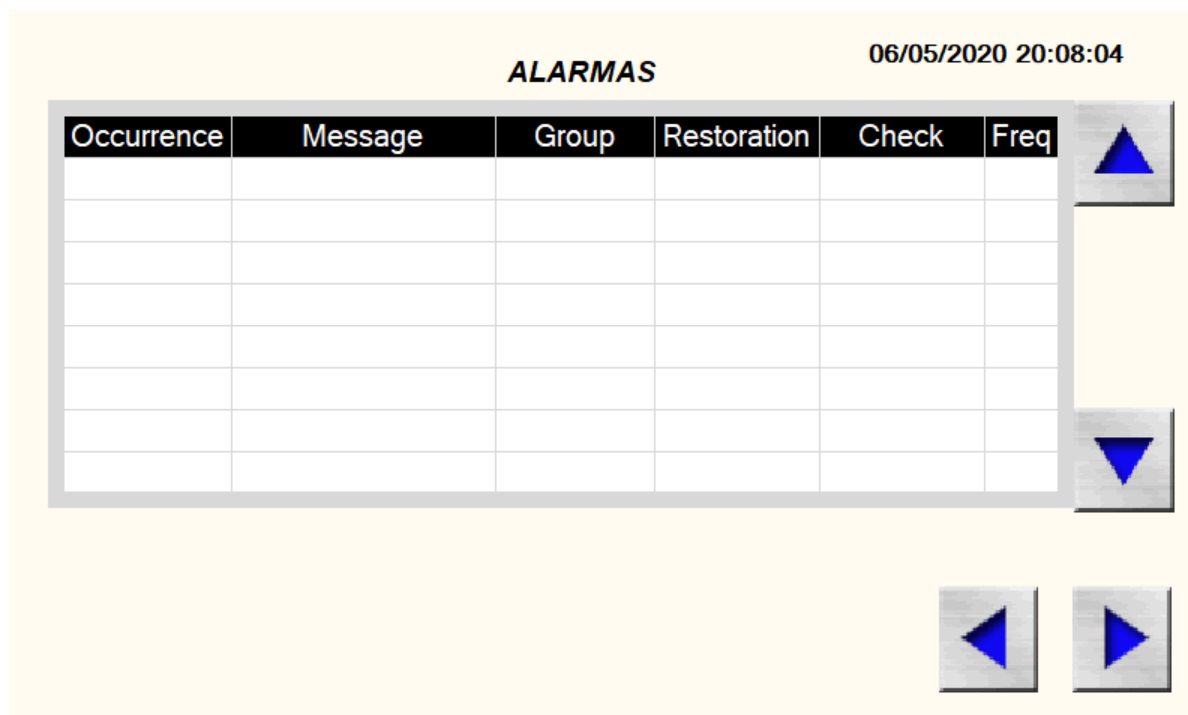 06/05/2020 20:08:04
ALARMAS
Occurrence Message Group Restoration Check Freq